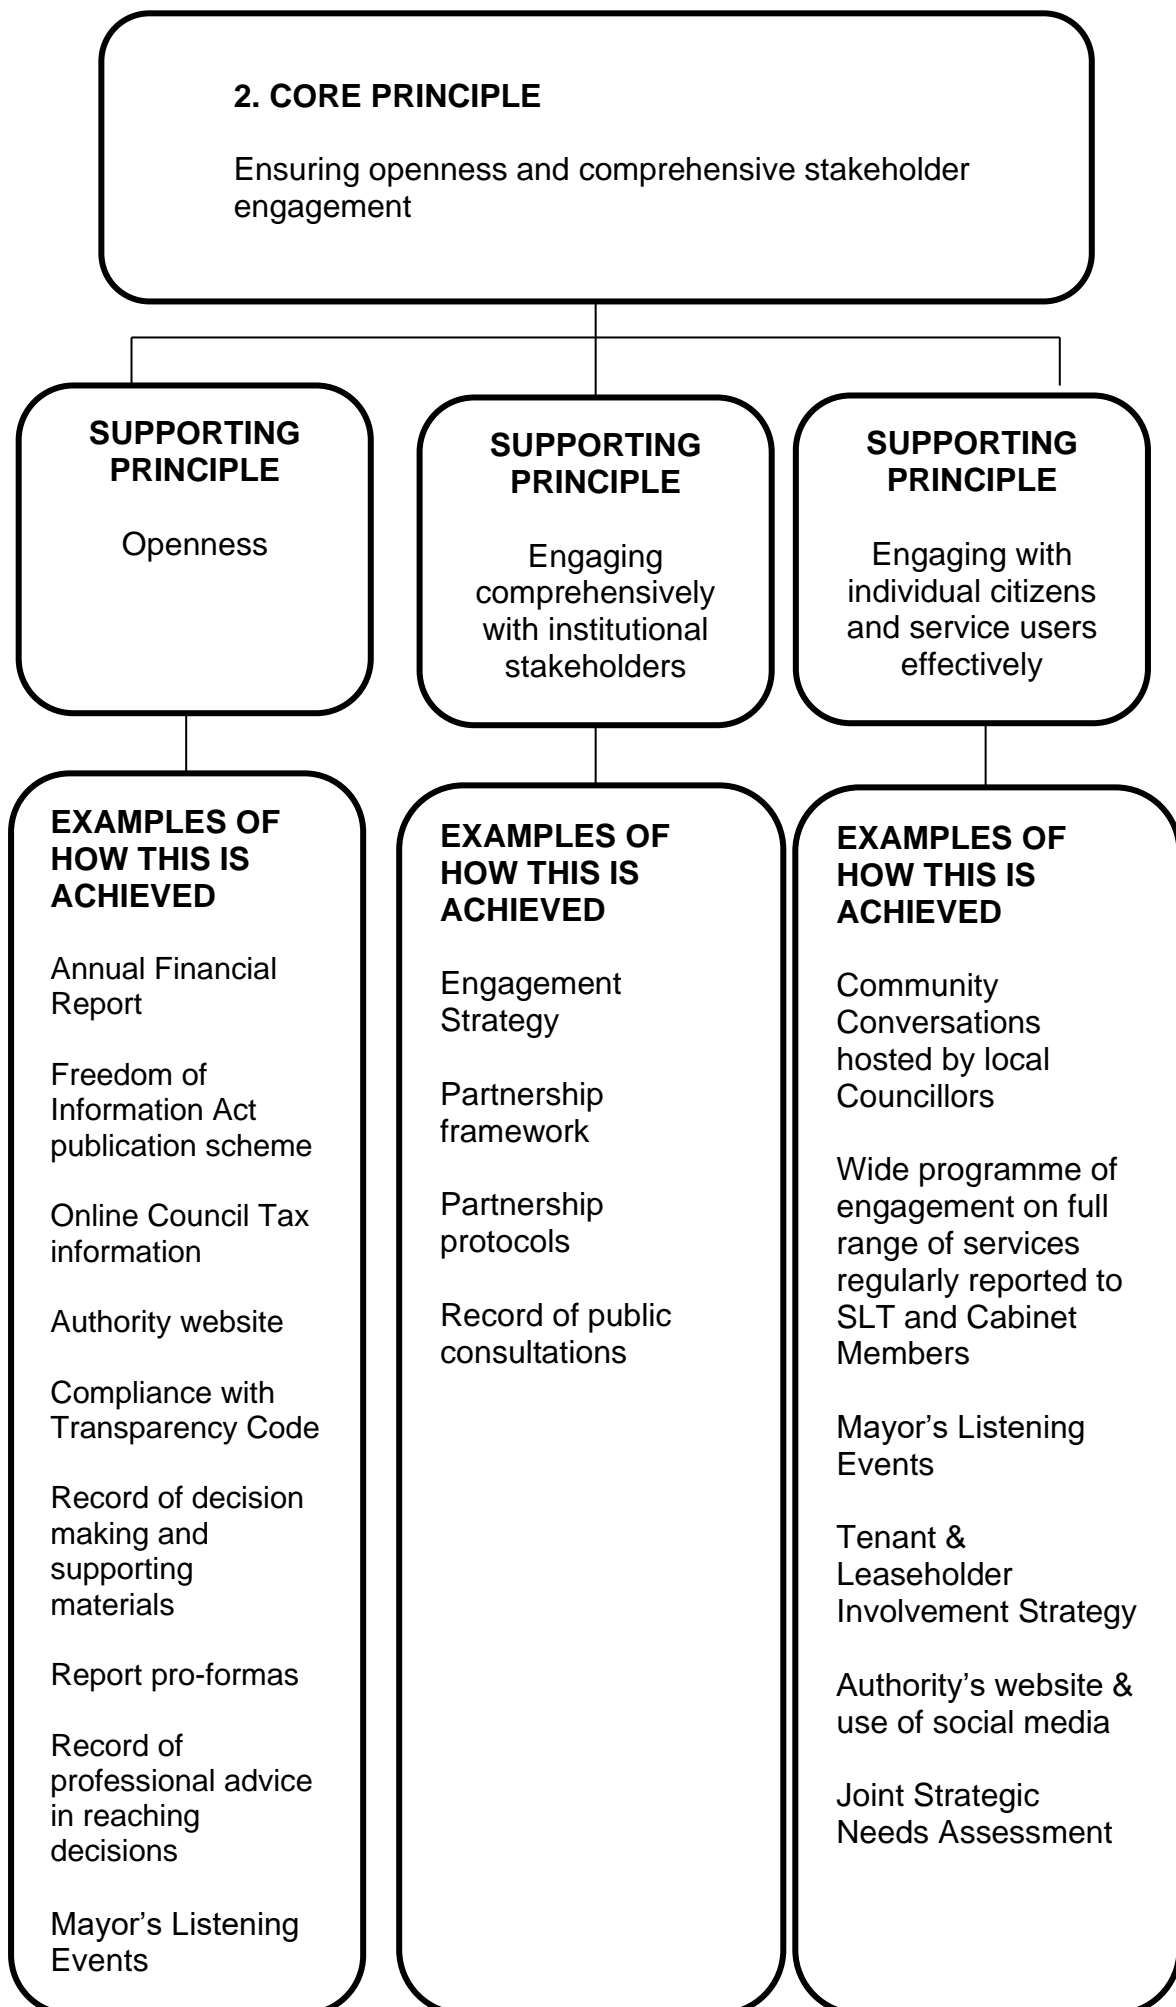 2. CORE PRINCIPLE
Ensuring openness and comprehensive stakeholder
engagement
SUPPORTING
PRINCIPLE
Openness
SUPPORTING
PRINCIPLE
Engaging
comprehensively
with institutional
stakeholders
SUPPORTING
PRINCIPLE
Engaging with
individual citizens
and service users
effectively
EXAMPLES OF
HOW THIS IS
ACHIEVED
Annual Financial
Report
Freedom of
Information Act
publication scheme
Online Council Tax
information
Authority website
Compliance with
Transparency Code
Record of decision
making and
supporting
materials
Report pro-formas
Record of
professional advice
in reaching
decisions
Mayor’s Listening
Events
EXAMPLES OF
HOW THIS IS
ACHIEVED
Engagement
Strategy
Partnership
framework
Partnership
protocols
Record of public
consultations
EXAMPLES OF
HOW THIS IS
ACHIEVED
Community
Conversations
hosted by local
Councillors
Wide programme of
engagement on full
range of services
regularly reported to
SLT and Cabinet
Members
Mayor’s Listening
Events
Tenant &
Leaseholder
Involvement Strategy
Authority’s website &
use of social media
Joint Strategic
Needs Assessment